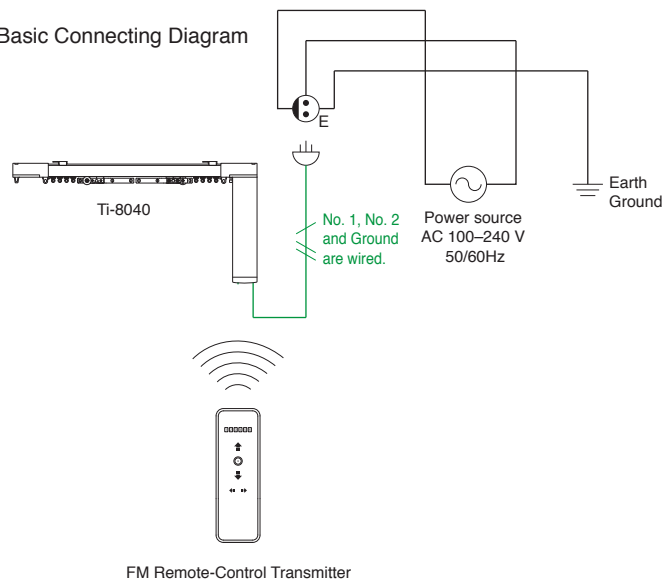 Basic Connecting Diagram
E
Ti-8040
No. 1, No. 2
and Ground
are wired.
Power source
AC 100–240 V
50/60Hz
Earth
Ground
FM Remote-Control Transmitter